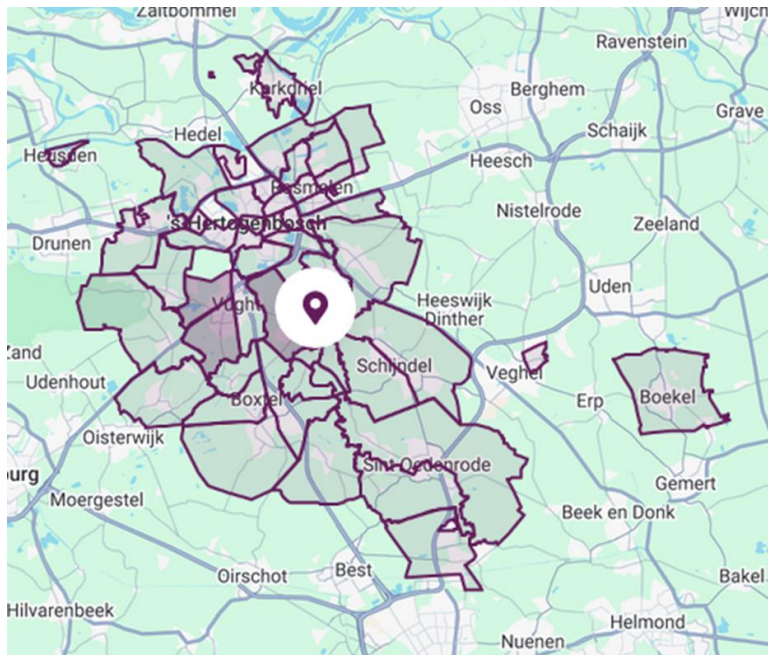 Zaltbommel
Ravenstein
Kerkdriel
Berghem
Oss
Grave
Hedel
Schaijk
Heusden
Heesch
Rosmalen
Nistelrode
's-Hertogenbosch
Zeeland
Drunen
Uden
Vught
Heeswijk
Dinther
Zand
Schijndel
Veghel
Udenhout
Boxtel
Erp
Boekel
Oisterwijk
Sint-Oedenrode
burg
Gemert
Moergestel
Beek en Donk
Oirschot
Best
Bakel
Hilvarenbeek
Helmond
Nuenen